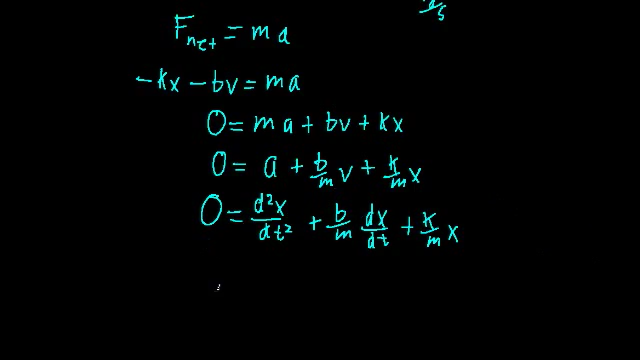 F_net = ma
-kx - bv = ma
0 = ma + bv + kx
0 = a + b/m v + k/m x
0 = d²x/dt² + b/m dx/dt + k/m x